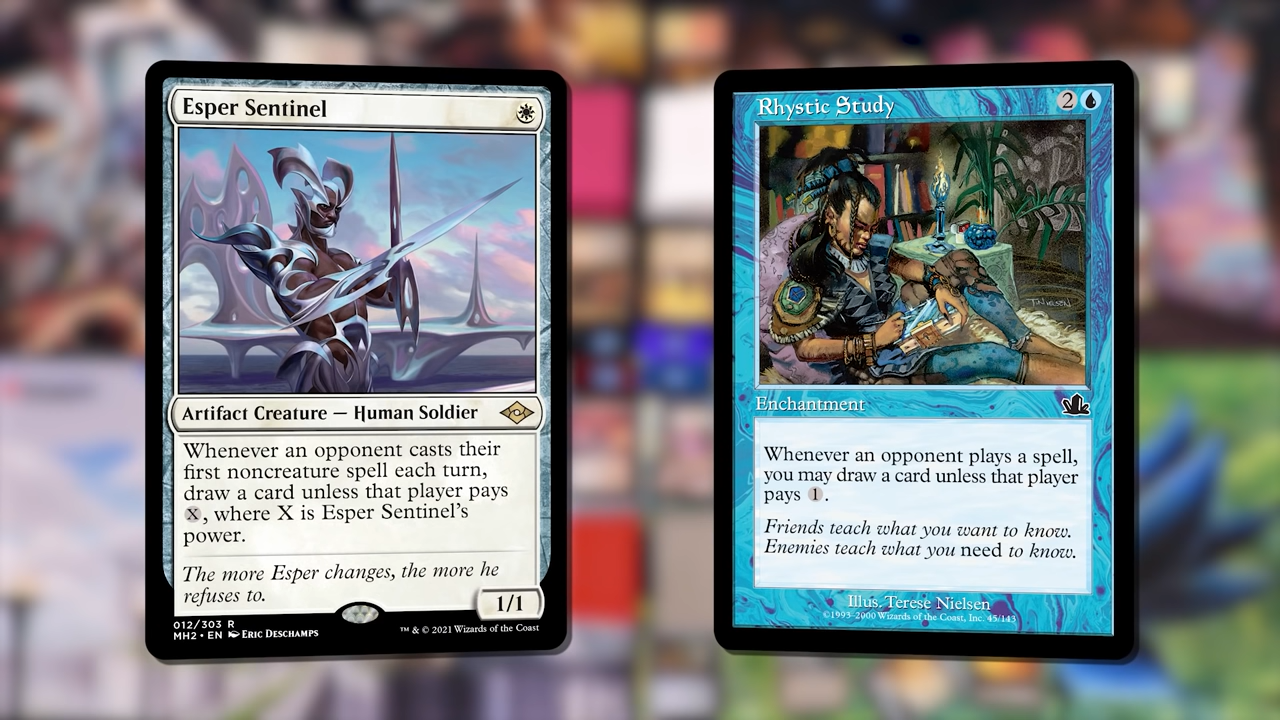 Esper Sentinel
Artifact Creature — Human Soldier
Whenever an opponent casts their
first noncreature spell each turn,
draw a card unless that player pays
X, where X is Esper Sentinel's
power.
The more Esper changes, the more he
refuses to.
1/1
012/303 R
MH2 • EN Eric Deschamps
™ & © 2021 Wizards of the Coast
Rhystic Study
2
T. Nielsen
Enchantment
Whenever an opponent plays a spell,
you may draw a card unless that player
pays 1.
Friends teach what you want to know.
Enemies teach what you need to know.
Illus. Terese Nielsen
©1993-2000 Wizards of the Coast, Inc. 45/143